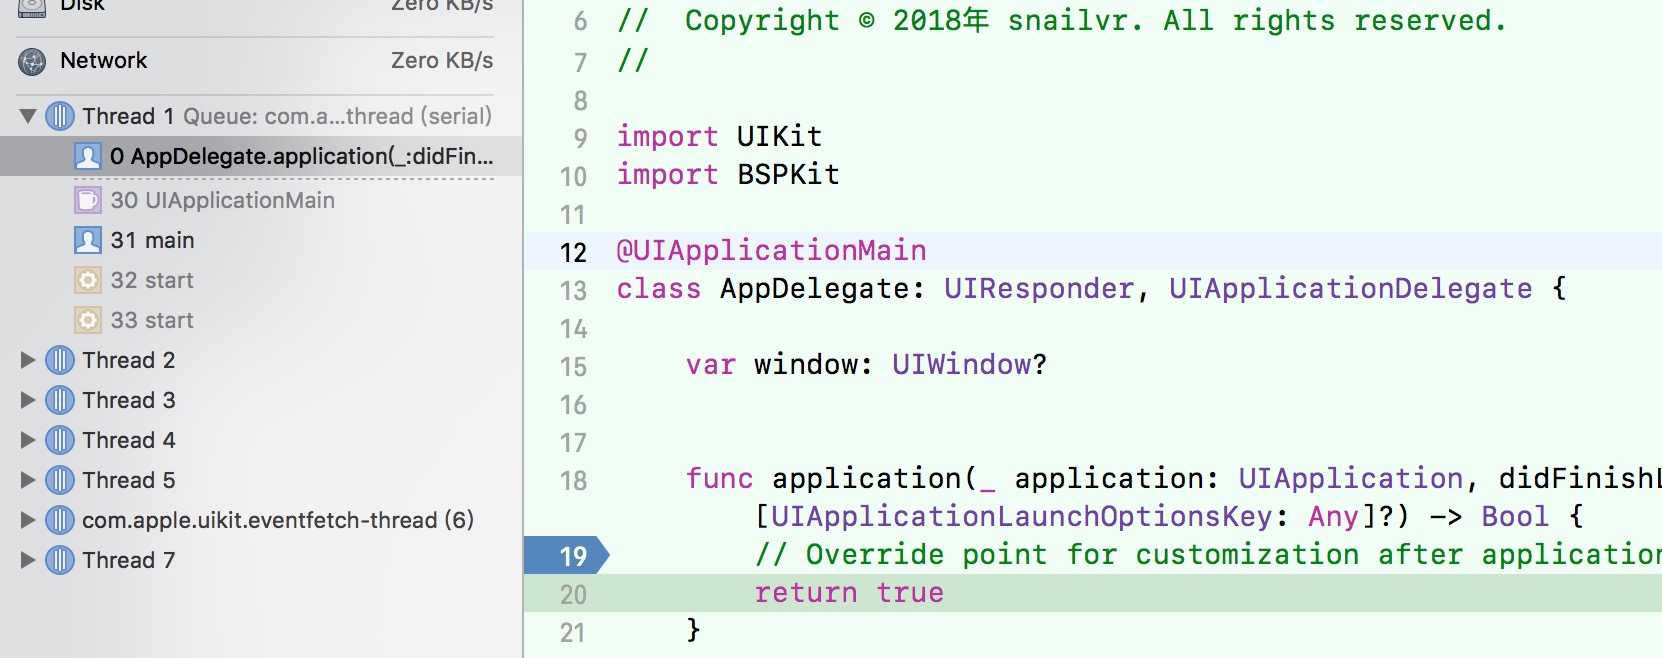 Disk Zero KB/s
Network Zero KB/s
Thread 1 Queue: com.a...thread (serial)
0 AppDelegate.application(_:didFin...
30 UIApplicationMain
31 main
32 start
33 start
Thread 2
Thread 3
Thread 4
Thread 5
com.apple.uikit.eventfetch-thread (6)
Thread 7
6 //  Copyright © 2018年 snailvr. All rights reserved.
7 //
8
9 import UIKit
10 import BSPKit
11
12 @UIApplicationMain
13 class AppDelegate: UIResponder, UIApplicationDelegate {
14
15     var window: UIWindow?
16
17
18     func application(_ application: UIApplication, didFinishL
        [UIApplicationLaunchOptionsKey: Any]?) -> Bool {
19         // Override point for customization after application
20         return true
21     }